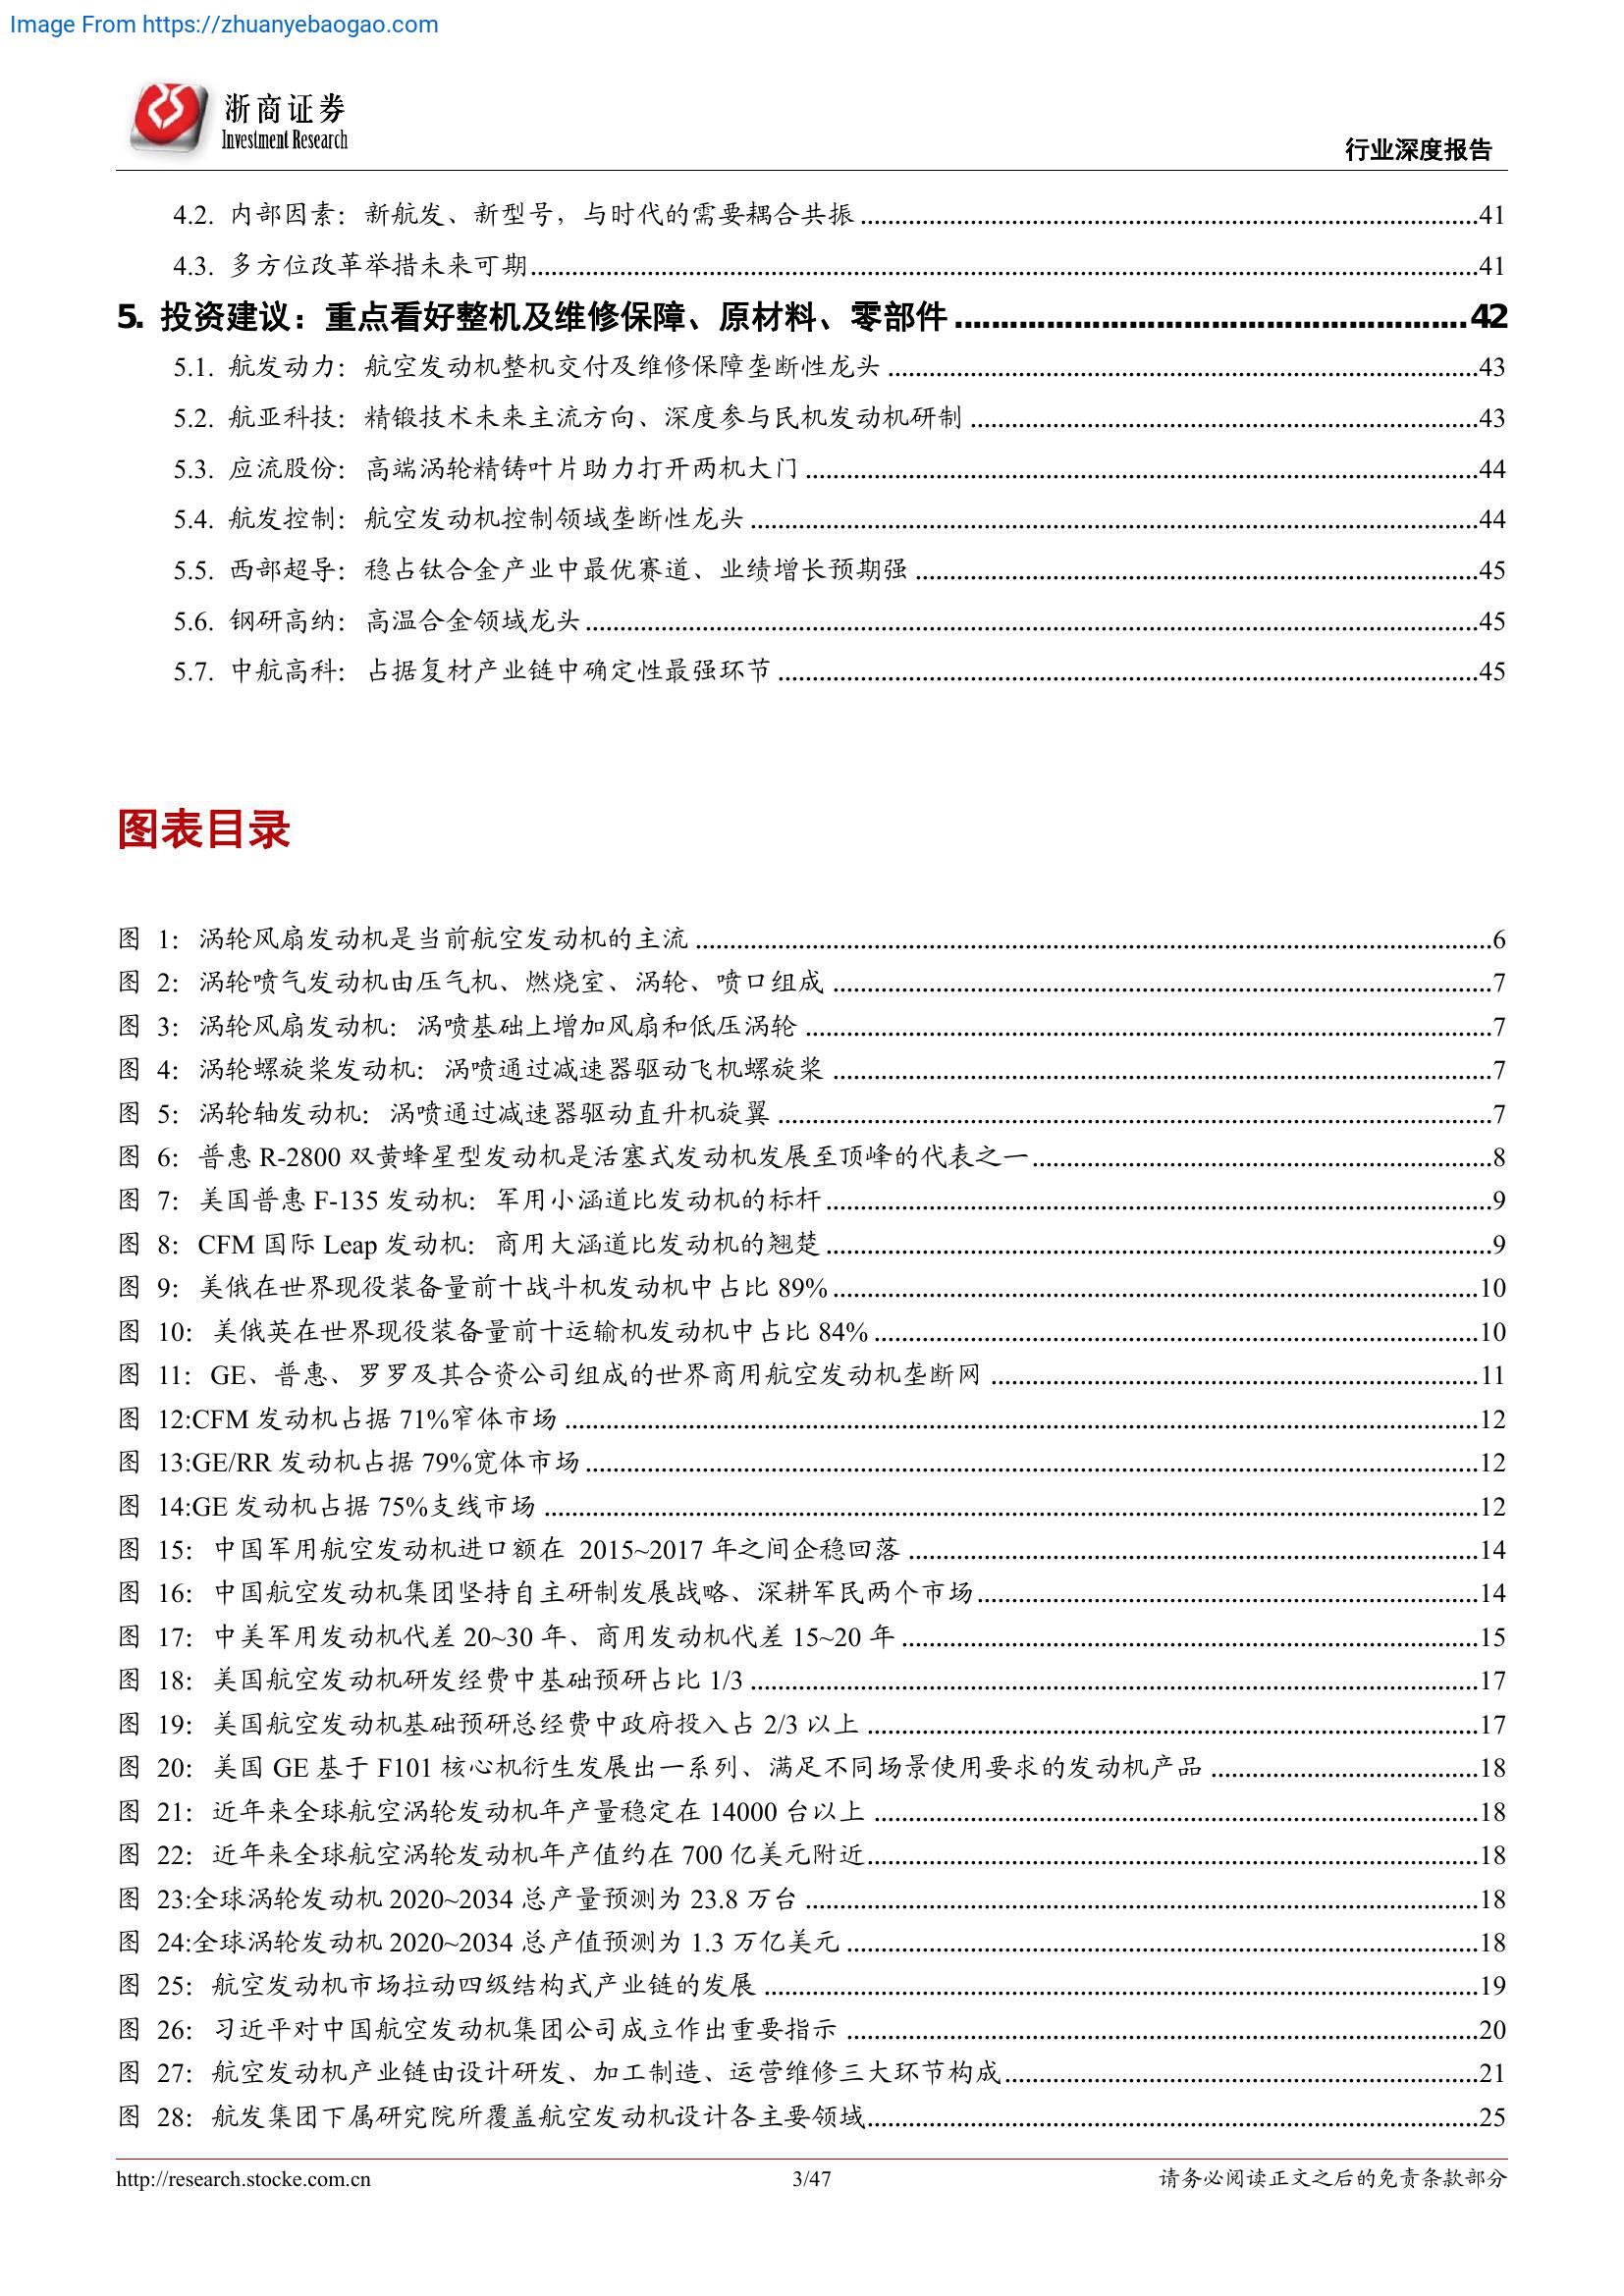 Image From https://zhuanyebaogao.com
浙商证券
Investment Research
行业深度报告
4.2. 内部因素：新航发、新型号，与时代的需要耦合共振 ..........41
4.3. 多方位改革举措未来可期..........41
5. 投资建议：重点看好整机及维修保障、原材料、零部件..........42
5.1. 航发动力：航空发动机整机交付及维修保障垄断性龙头 ..........43
5.2. 航亚科技：精锻技术未来主流方向、深度参与民机发动机研制 ..........43
5.3. 应流股份：高端涡轮精铸叶片助力打开两机大门 ..........44
5.4. 航发控制：航空发动机控制领域垄断性龙头 ..........44
5.5. 西部超导：稳占钛合金产业中最优赛道、业绩增长预期强 ..........45
5.6. 钢研高纳：高温合金领域龙头 ..........45
5.7. 中航高科：占据复材产业链中确定性最强环节 ..........45
图表目录
图 1：涡轮风扇发动机是当前航空发动机的主流 ..........6
图 2：涡轮喷气发动机由压气机、燃烧室、涡轮、喷口组成 ..........7
图 3：涡轮风扇发动机：涡喷基础上增加风扇和低压涡轮 ..........7
图 4：涡轮螺旋桨发动机：涡喷通过减速器驱动飞机螺旋桨 ..........7
图 5：涡轮轴发动机：涡喷通过减速器驱动直升机旋翼 ..........7
图 6：普惠 R-2800 双黄蜂星型发动机是活塞式发动机发展至顶峰的代表之一..........8
图 7：美国普惠 F-135 发动机：军用小涵道比发动机的标杆..........9
图 8：CFM 国际 Leap 发动机：商用大涵道比发动机的翘楚..........9
图 9：美俄在世界现役装备量前十战斗机发动机中占比 89%..........10
图 10：美俄英在世界现役装备量前十运输机发动机中占比 84%..........10
图 11：GE、普惠、罗罗及其合资公司组成的世界商用航空发动机垄断网 ..........11
图 12:CFM 发动机占据 71%窄体市场 ..........12
图 13:GE/RR 发动机占据 79%宽体市场 ..........12
图 14:GE 发动机占据 75%支线市场 ..........12
图 15：中国军用航空发动机进口额在 2015~2017 年之间企稳回落 ..........14
图 16：中国航空发动机集团坚持自主研制发展战略、深耕军民两个市场..........14
图 17：中美军用发动机代差 20~30 年、商用发动机代差 15~20 年 ..........15
图 18：美国航空发动机研发经费中基础预研占比 1/3 ..........17
图 19：美国航空发动机基础预研总经费中政府投入占 2/3 以上 ..........17
图 20：美国 GE 基于 F101 核心机衍生发展出一系列、满足不同场景使用要求的发动机产品 ..........18
图 21：近年来全球航空涡轮发动机年产量稳定在 14000 台以上 ..........18
图 22：近年来全球航空涡轮发动机年产值约在 700 亿美元附近..........18
图 23:全球涡轮发动机 2020~2034 总产量预测为 23.8 万台 ..........18
图 24:全球涡轮发动机 2020~2034 总产值预测为 1.3 万亿美元 ..........18
图 25：航空发动机市场拉动四级结构式产业链的发展 ..........19
图 26：习近平对中国航空发动机集团公司成立作出重要指示 ..........20
图 27：航空发动机产业链由设计研发、加工制造、运营维修三大环节构成..........21
图 28：航发集团下属研究院所覆盖航空发动机设计各主要领域..........25
http://research.stocke.com.cn
3/47
请务必阅读正文之后的免责条款部分